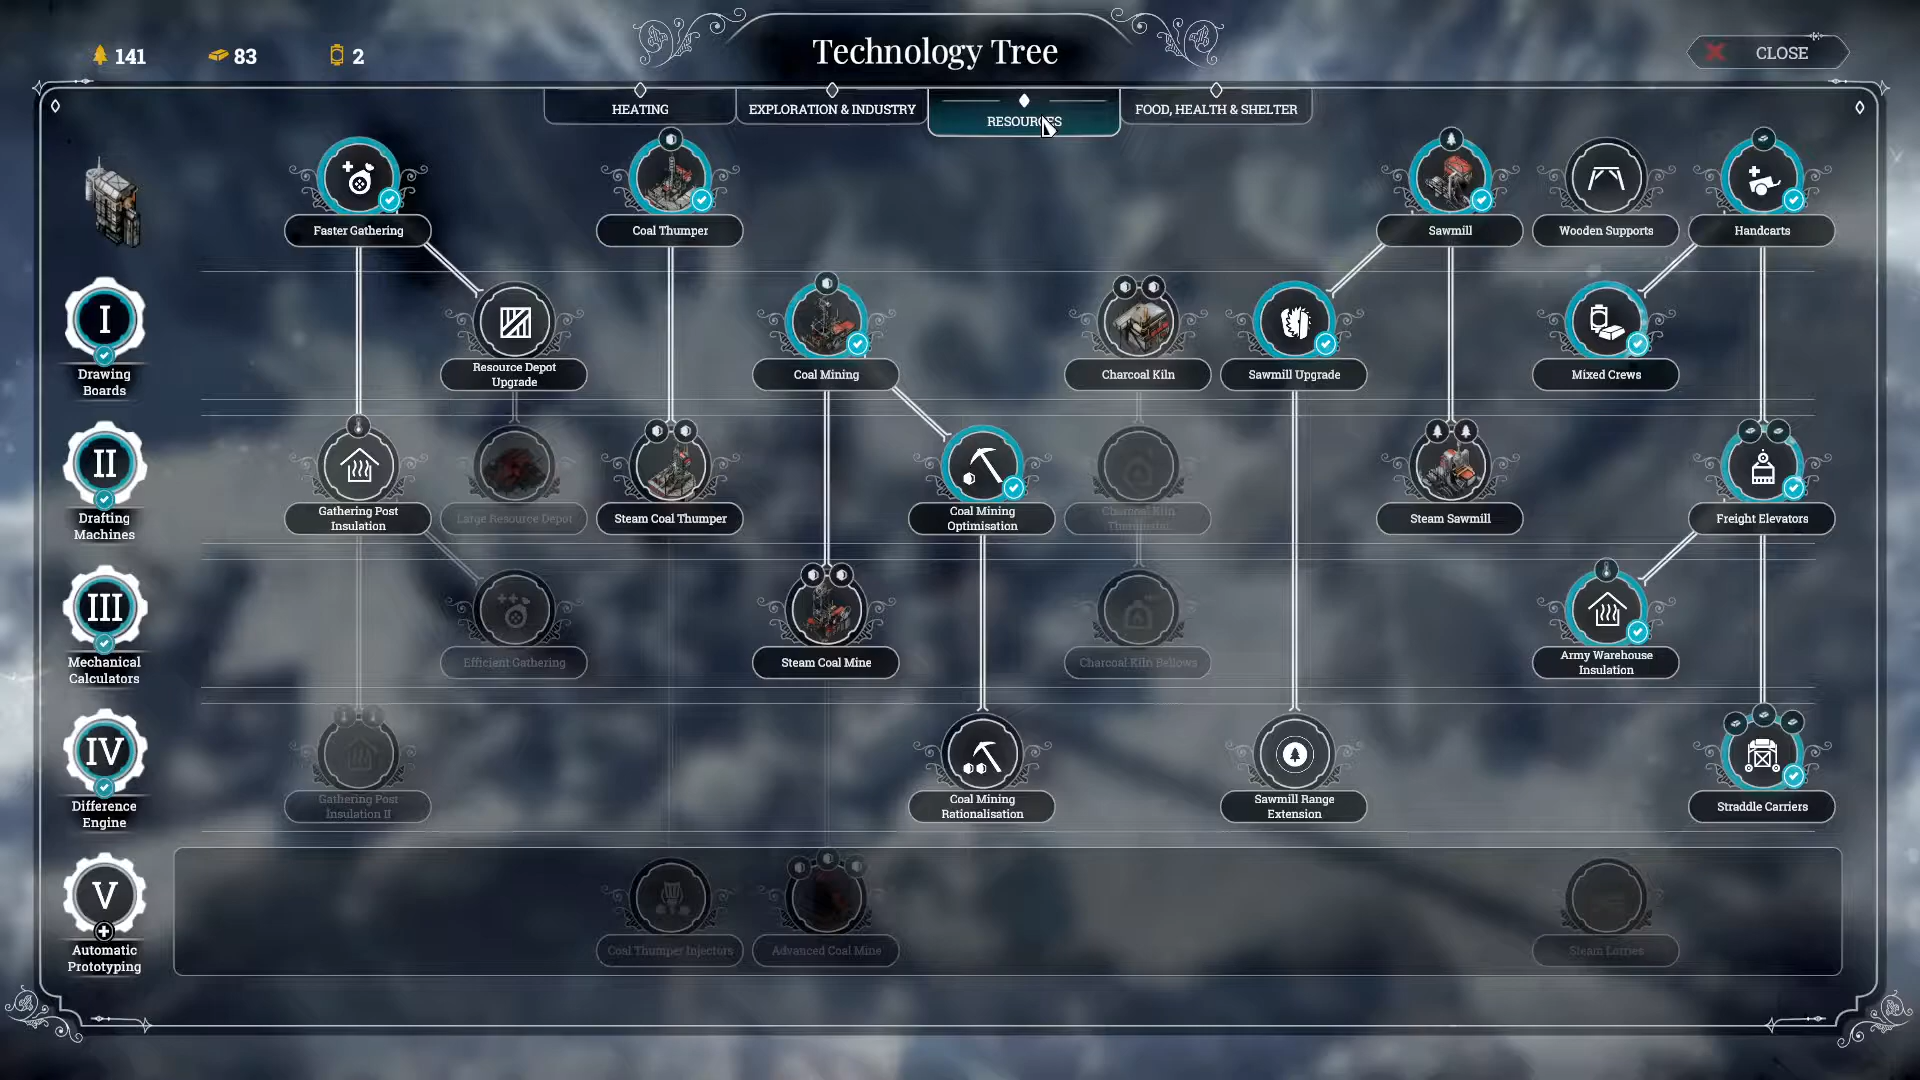 141
83
2
Technology Tree
CLOSE
HEATING
EXPLORATION & INDUSTRY
RESOURCES
FOOD, HEALTH & SHELTER
Faster Gathering
Coal Thumper
Sawmill
Wooden Supports
Handcarts
I
Drawing
Boards
Resource Depot
Upgrade
Coal Mining
Charcoal Kiln
Sawmill Upgrade
Mixed Crews
II
Drafting
Machines
Gathering Post
Insulation
Large Resource Depot
Steam Coal Thumper
Coal Mining
Optimisation
Charcoal Kiln
Steam Sawmill
Freight Elevators
III
Mechanical
Calculators
Efficient Gathering
Steam Coal Mine
Charcoal Kiln Bellows
Army Warehouse
Insulation
IV
Difference
Engine
Gathering Post
Insulation II
Coal Mining
Rationalisation
Sawmill Range
Extension
Straddle Carriers
V
Automatic
Prototyping
Coal Thumper Injectors
Advanced Coal Mine
Steam Lorries